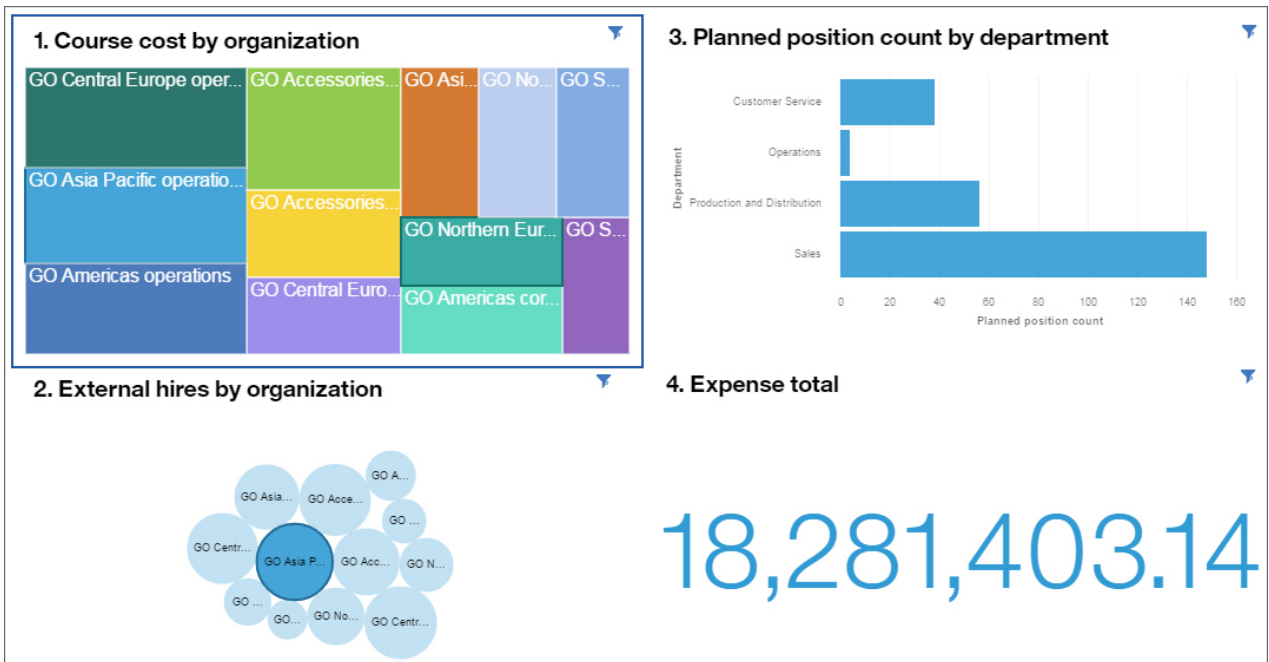 1. Course cost by organization
GO Central Europe oper...
GO Accessories...
GO Asi...
GO No...
GO S...
GO Asia Pacific operatio...
GO Accessories...
GO Northern Eur...
GO S...
GO Americas operations
GO Central Euro...
GO Americas cor...
3. Planned position count by department
Department
Customer Service
Operations
Production and Distribution
Sales
0 20 40 60 80 100 120 140 160
Planned position count
2. External hires by organization
GO A...
GO Asia...
GO Acce...
GO ...
GO Centr...
GO Asia P...
GO Acc...
GO N...
GO ...
GO...
GO No...
GO Centr...
4. Expense total
18,281,403.14